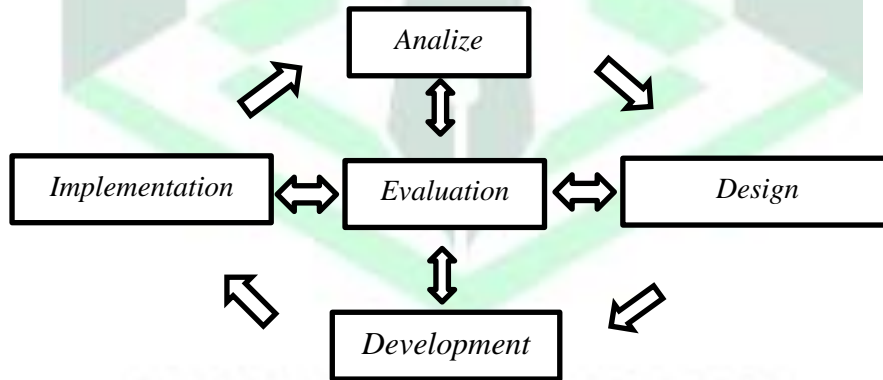 Analize
Implementation
Evaluation
Design
Development